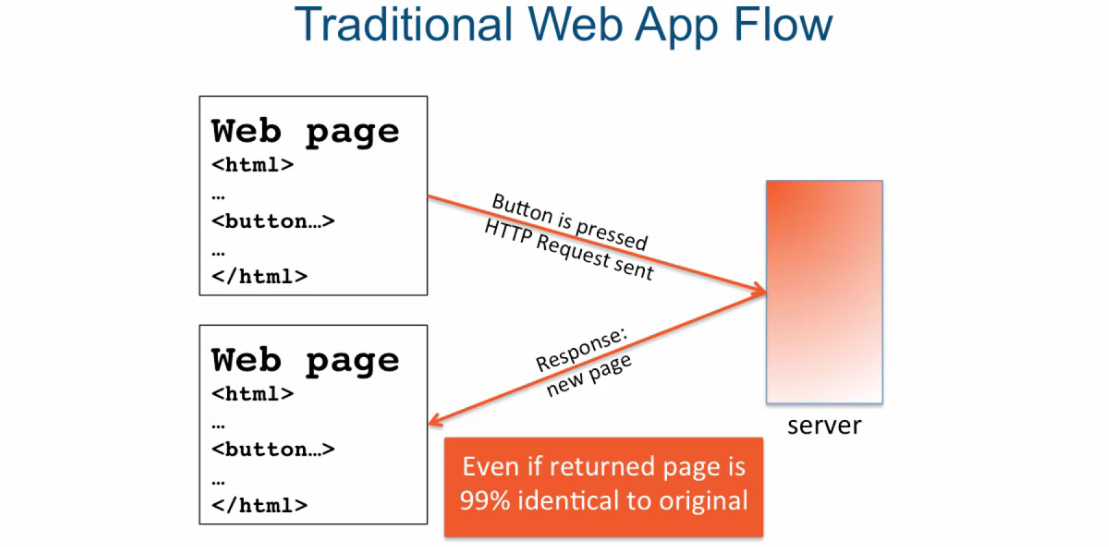 Traditional Web App Flow
Web page
<html>
…
<button…>
…
</html>
Button is pressed
HTTP Request sent
Response:
new page
server
Web page
<html>
…
<button…>
…
</html>
Even if returned page is
99% identical to original